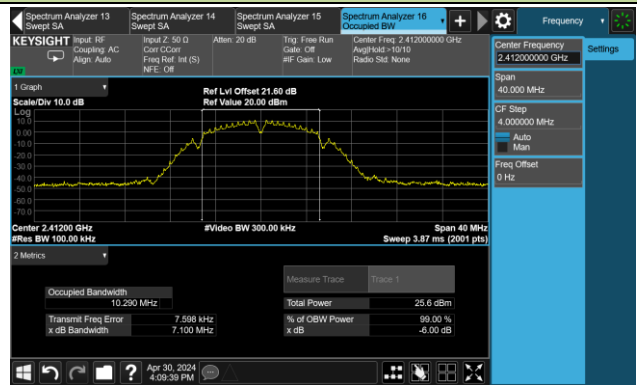 Spectrum Analyzer 13
Swept SA
Spectrum Analyzer 14
Swept SA
Spectrum Analyzer 15
Swept SA
Spectrum Analyzer 16
Occupied BW
KEYSIGHT
Input: RF
Coupling: AC
Align: Auto
Input Z: 50 Ω
Corr CCorr
Freq Ref: Int (S)
NFE: Off
Atten: 20 dB
Trig: Free Run
Gate: Off
#IF Gain: Low
Center Freq: 2.412000000 GHz
Avg|Hold:>10/10
Radio Std: None
1 Graph
Scale/Div 10.0 dB
Ref Lvl Offset 21.60 dB
Ref Value 20.00 dBm
Log
10.0
0.00
-10.0
-20.0
-30.0
-40.0
-50.0
-60.0
-70.0
Center 2.41200 GHz
#Res BW 100.00 kHz
#Video BW 300.00 kHz
Span 40 MHz
Sweep 3.87 ms (2001 pts)
2 Metrics
Measure Trace
Trace 1
Occupied Bandwidth
10.290 MHz
Total Power
25.6 dBm
Transmit Freq Error
7.598 kHz
% of OBW Power
99.00 %
x dB Bandwidth
7.100 MHz
x dB
-6.00 dB
Apr 30, 2024
4:09:39 PM
Frequency
Center Frequency
2.412000000 GHz
Settings
Span
40.000 MHz
CF Step
4.000000 MHz
Auto
Man
Freq Offset
0 Hz